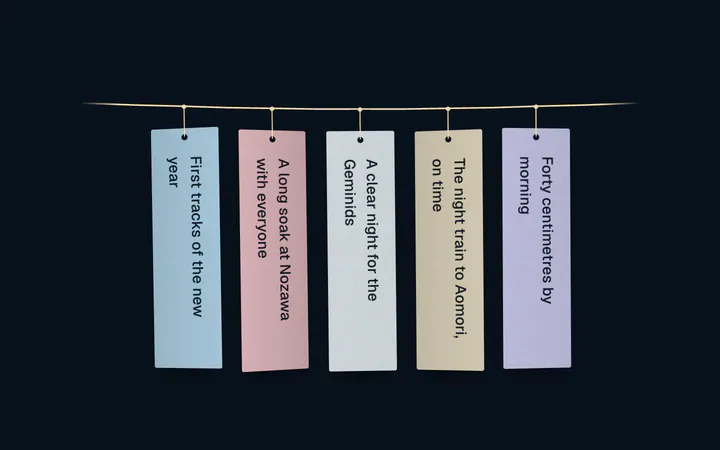 First tracks of the new
year
A long soak at Nozawa
with everyone
A clear night for the
Geminids
The night train to Aomori,
on time
Forty centimetres by
morning